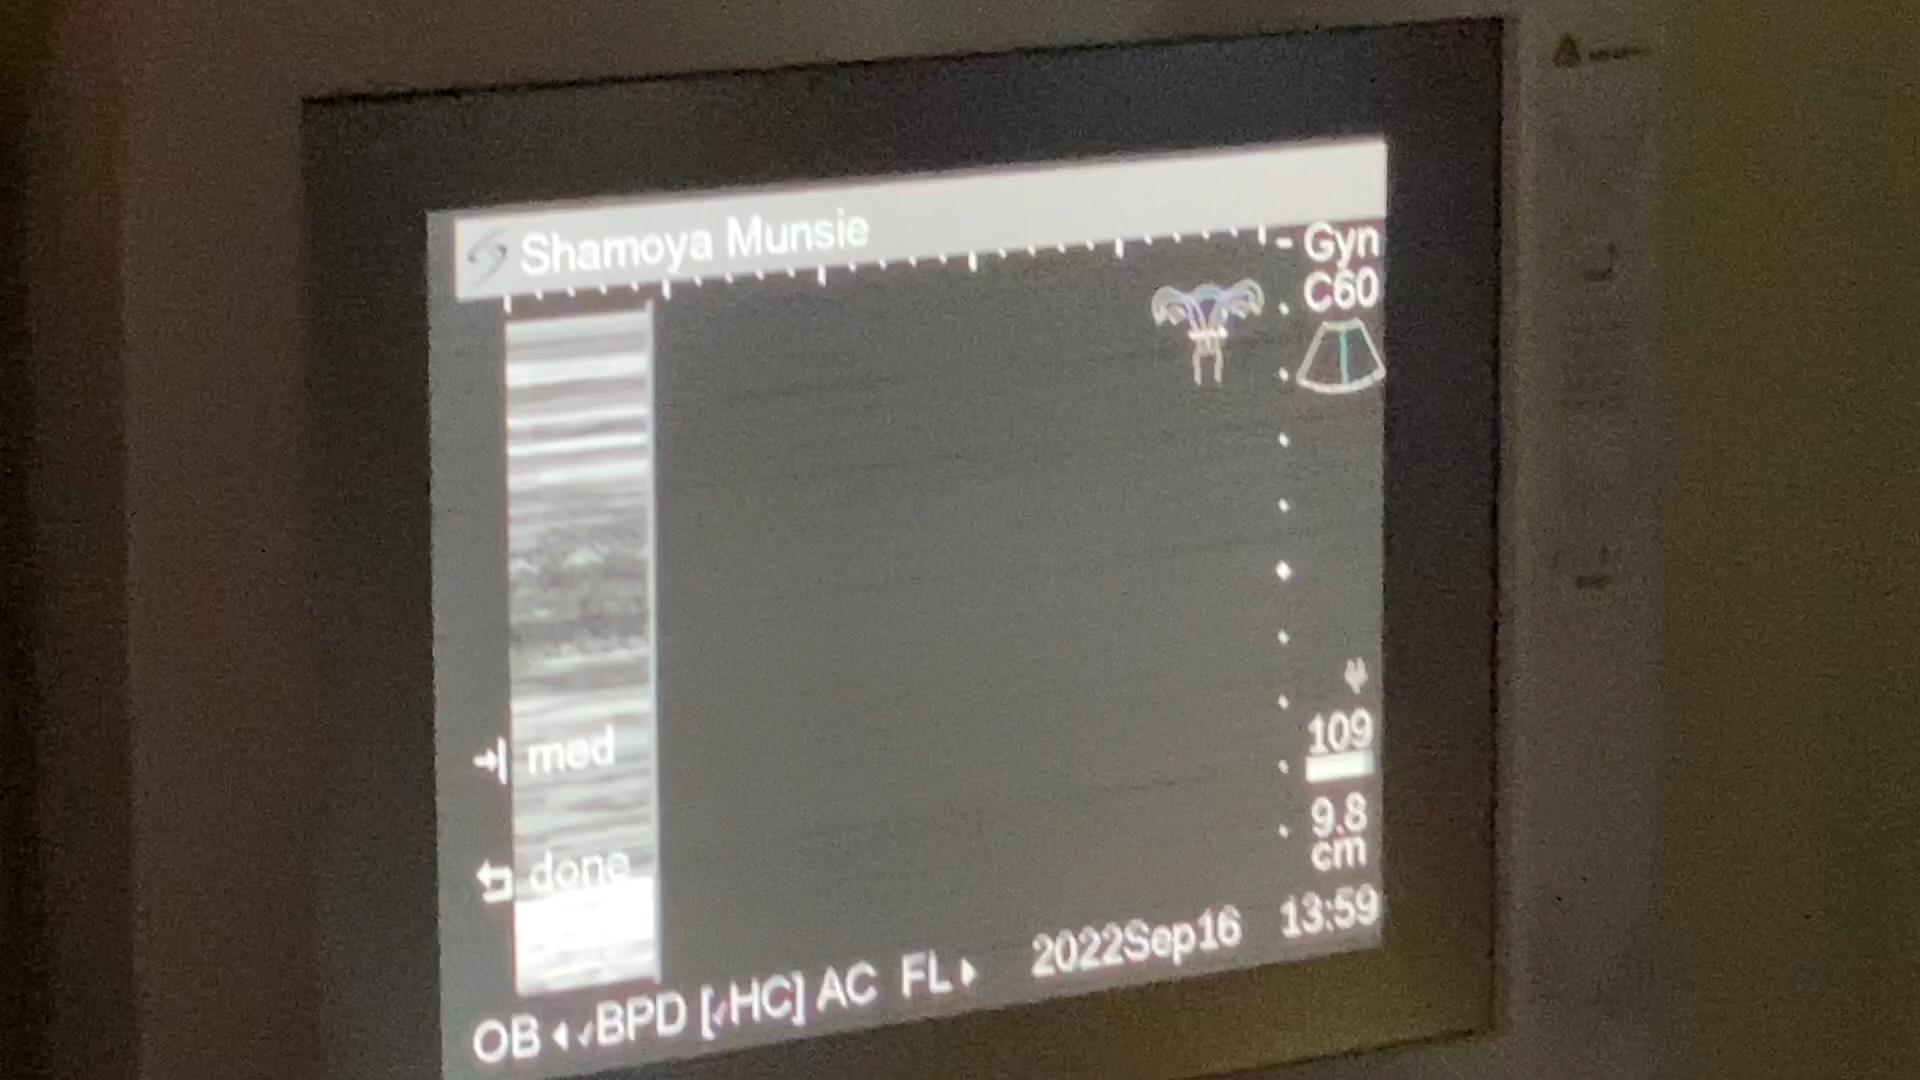 Shamoya Munsie
Gyn
C60
med
109
done
9.8
cm
2022Sep16 13:59
OB BPD [HC] AC FL